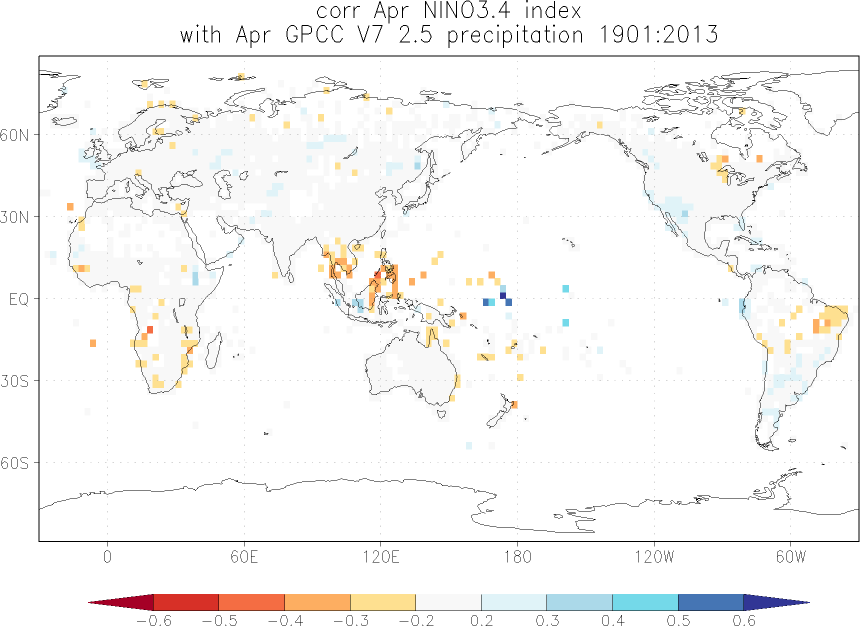 corr Apr NINO3.4 index
with Apr GPCC V7 2.5 precipitation 1901:2013
60N
30N
EQ
30S
60S
0 60E 120E 180 120W 60W
−0.6 −0.5 −0.4 −0.3 −0.2 0.2 0.3 0.4 0.5 0.6